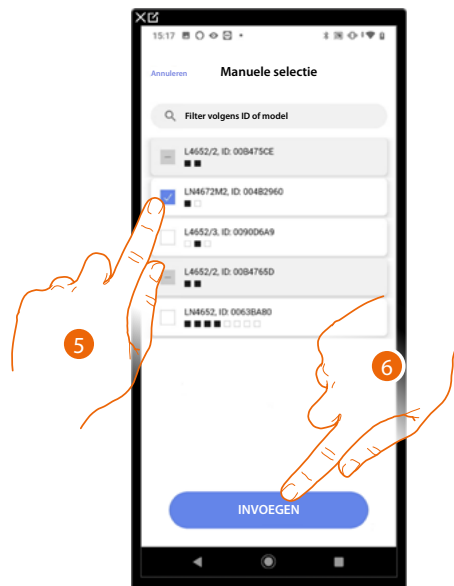 15:17
Annuleren Manuele selectie
Filter volgens ID of model
L4652/2, ID: 00B475CE
LN4672M2, ID: 004B2960
L4652/3, ID: 0090D6A9
L4652/2, ID: 00B4765D
LN4652, ID: 0063BA80
5
6
INVOEGEN